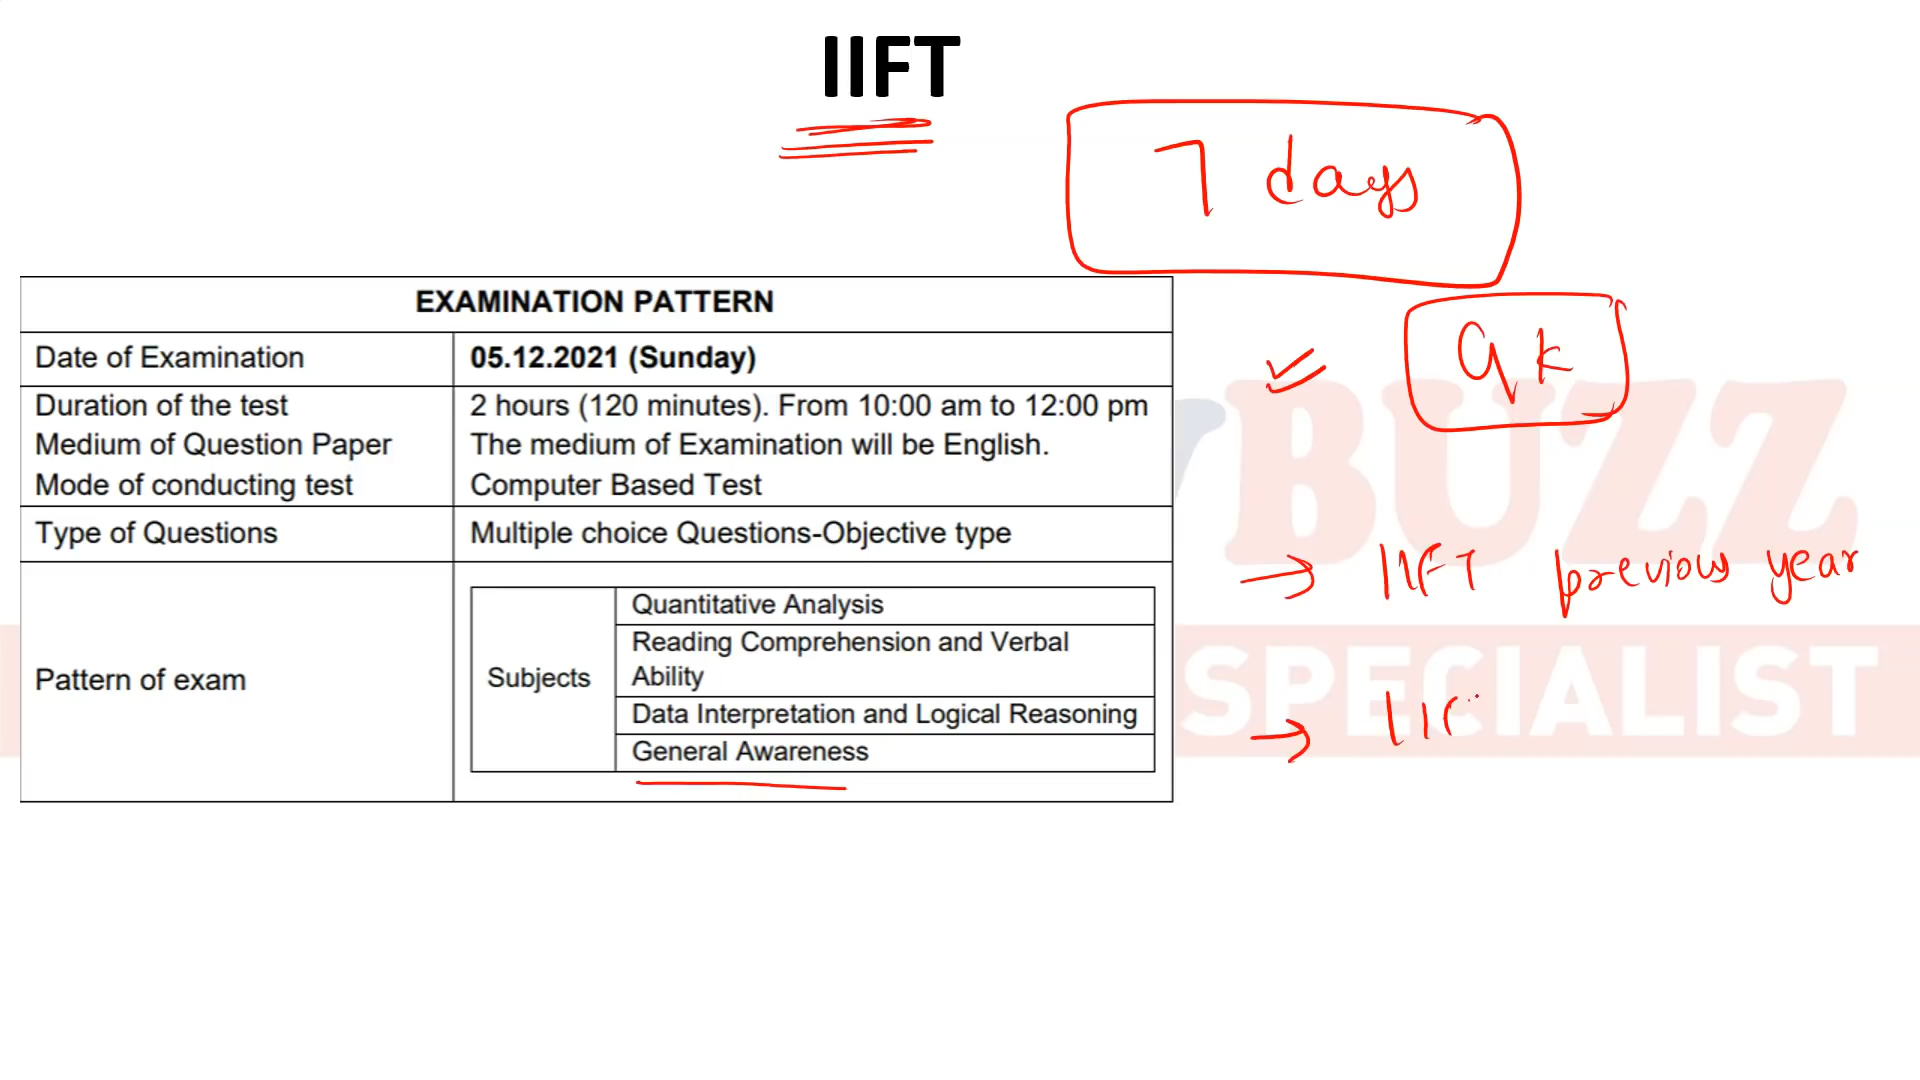 IIFT
7 days
EXAMINATION PATTERN
Date of Examination 05.12.2021 (Sunday)
Duration of the test 2 hours (120 minutes). From 10:00 am to 12:00 pm
Medium of Question Paper The medium of Examination will be English.
Mode of conducting test Computer Based Test
Type of Questions Multiple choice Questions-Objective type
Pattern of exam
Subjects
Quantitative Analysis
Reading Comprehension and Verbal
Ability
Data Interpretation and Logical Reasoning
General Awareness
GK
BUZZ
→ IIFT previous year
SPECIALIST